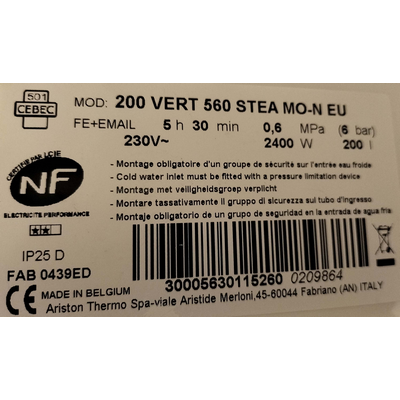 501
CEBEC
MOD: 200 VERT 560 STEA MO-N EU
FE+EMAIL 5 h 30 min 0,6 MPa (6 bar)
230V~ 2400 W 200 l
CERTIFIE PAR LCIE
NF
ELECTRICITE PERFORMANCE
- Montage obligatoire d'un groupe de sécurité sur l'entrée eau froide
- Cold water inlet must be fitted with a pressure limitation device
- Montage met veiligheidsgroep verplicht
- Montare tassativamente il gruppo di sicurezza sul tubo d'ingresso
- Montaje obligatorio de un grupo de seguridad en la entrada de agua fria
IP25 D
FAB 0439ED
30005630115260 0209864
CE MADE IN BELGIUM
Ariston Thermo Spa-viale Aristide Merloni,45-60044 Fabriano (AN) ITALY